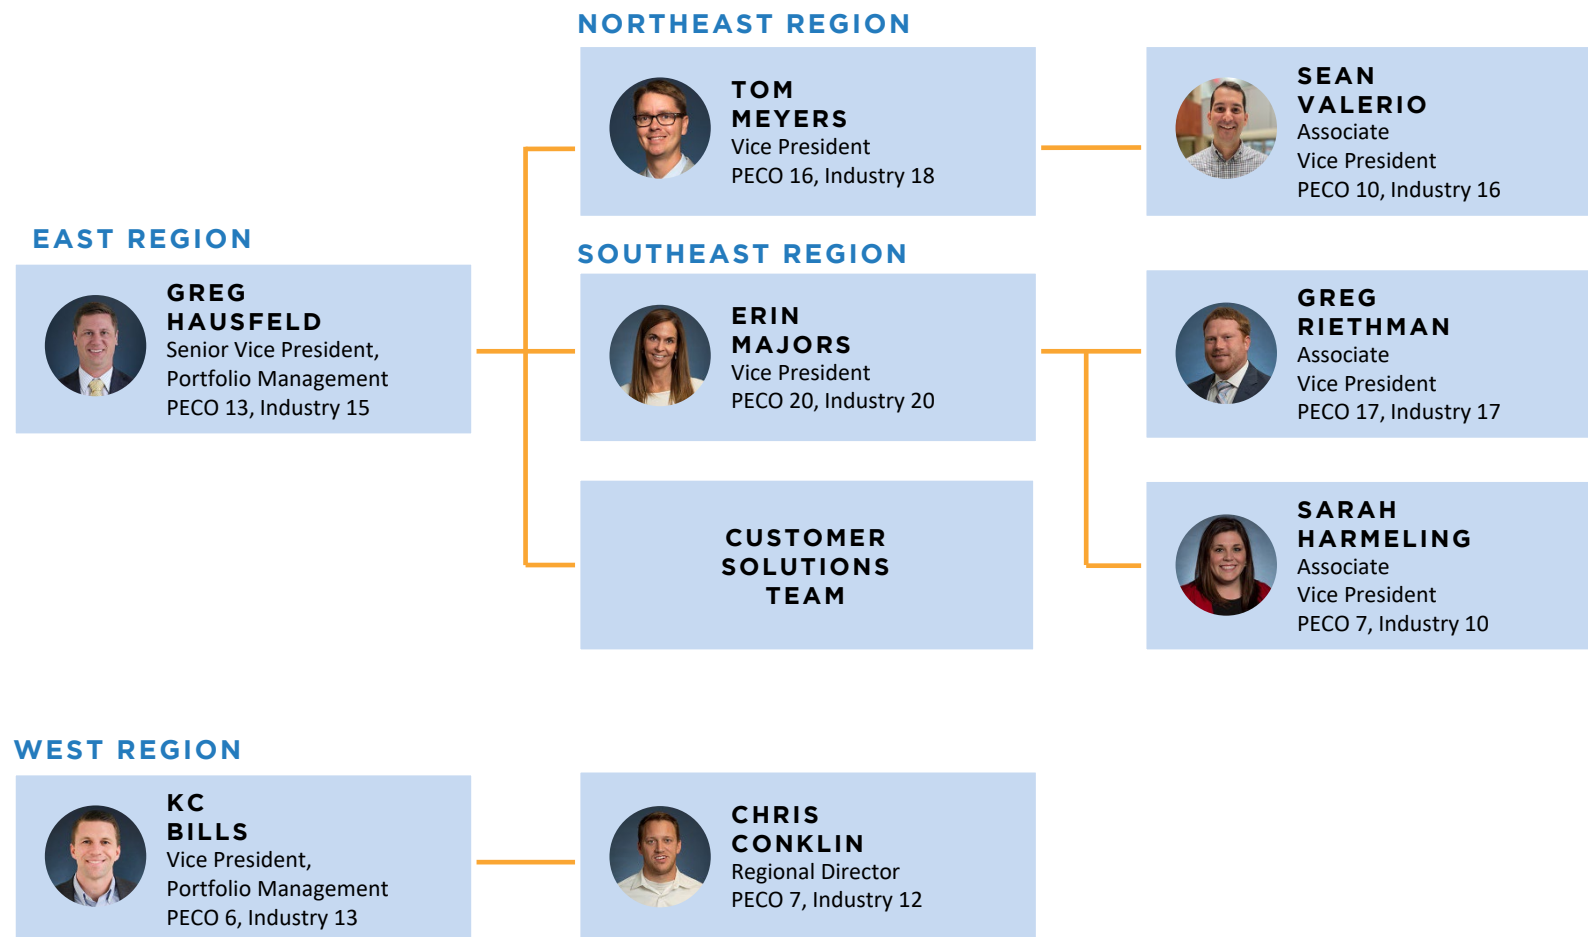 NORTHEAST REGION
TOM
MEYERS
Vice President
PECO 16, Industry 18
SEAN
VALERIO
Associate
Vice President
PECO 10, Industry 16
EAST REGION
GREG
HAUSFELD
Senior Vice President,
Portfolio Management
PECO 13, Industry 15
SOUTHEAST REGION
ERIN
MAJORS
Vice President
PECO 20, Industry 20
GREG
RIETHMAN
Associate
Vice President
PECO 17, Industry 17
CUSTOMER
SOLUTIONS
TEAM
SARAH
HARMELING
Associate
Vice President
PECO 7, Industry 10
WEST REGION
KC
BILLS
Vice President,
Portfolio Management
PECO 6, Industry 13
CHRIS
CONKLIN
Regional Director
PECO 7, Industry 12